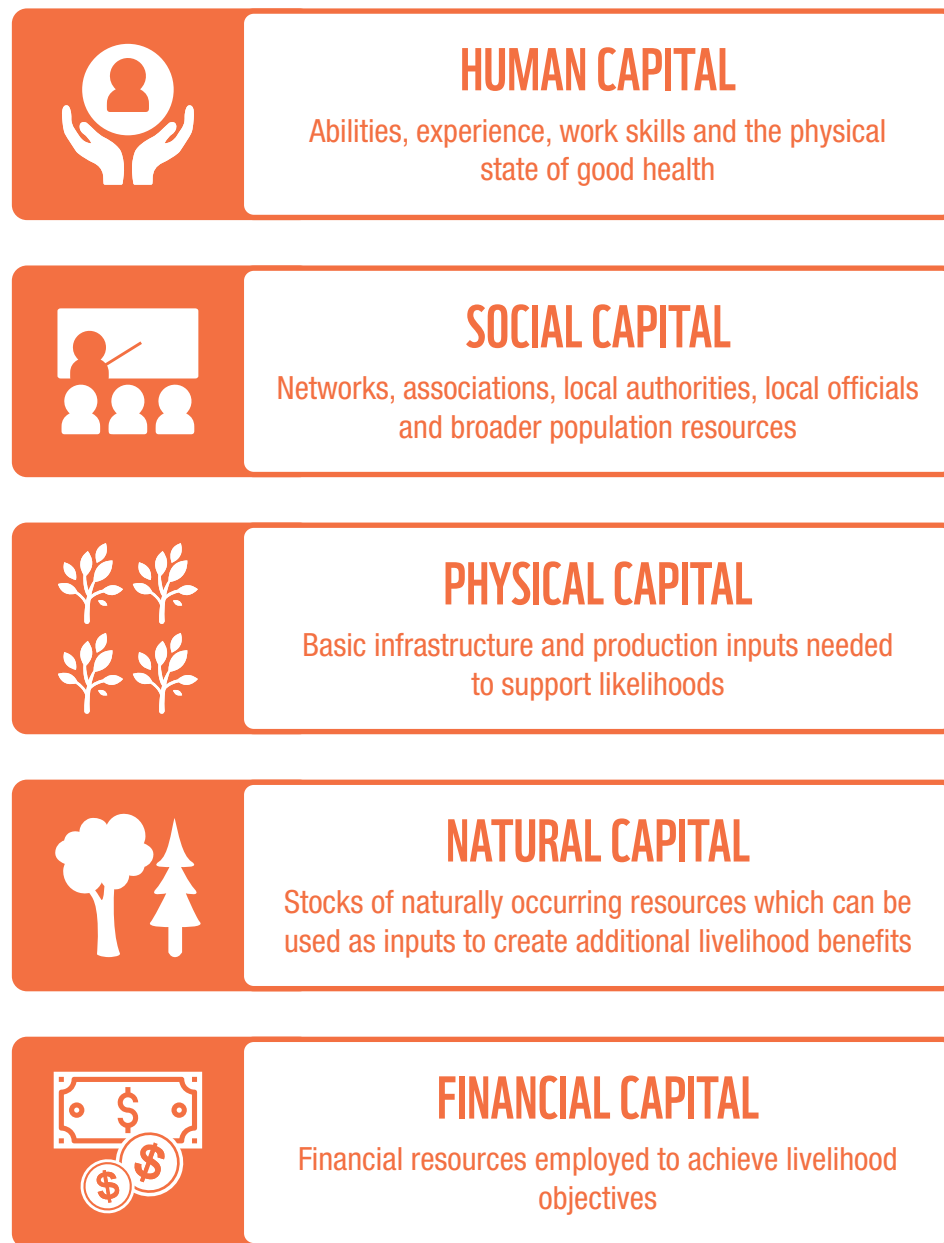 HUMAN CAPITAL
Abilities, experience, work skills and the physical
state of good health
SOCIAL CAPITAL
Networks, associations, local authorities, local officials
and broader population resources
PHYSICAL CAPITAL
Basic infrastructure and production inputs needed
to support likelihoods
NATURAL CAPITAL
Stocks of naturally occurring resources which can be
used as inputs to create additional livelihood benefits
$
$
$
FINANCIAL CAPITAL
Financial resources employed to achieve livelihood
objectives